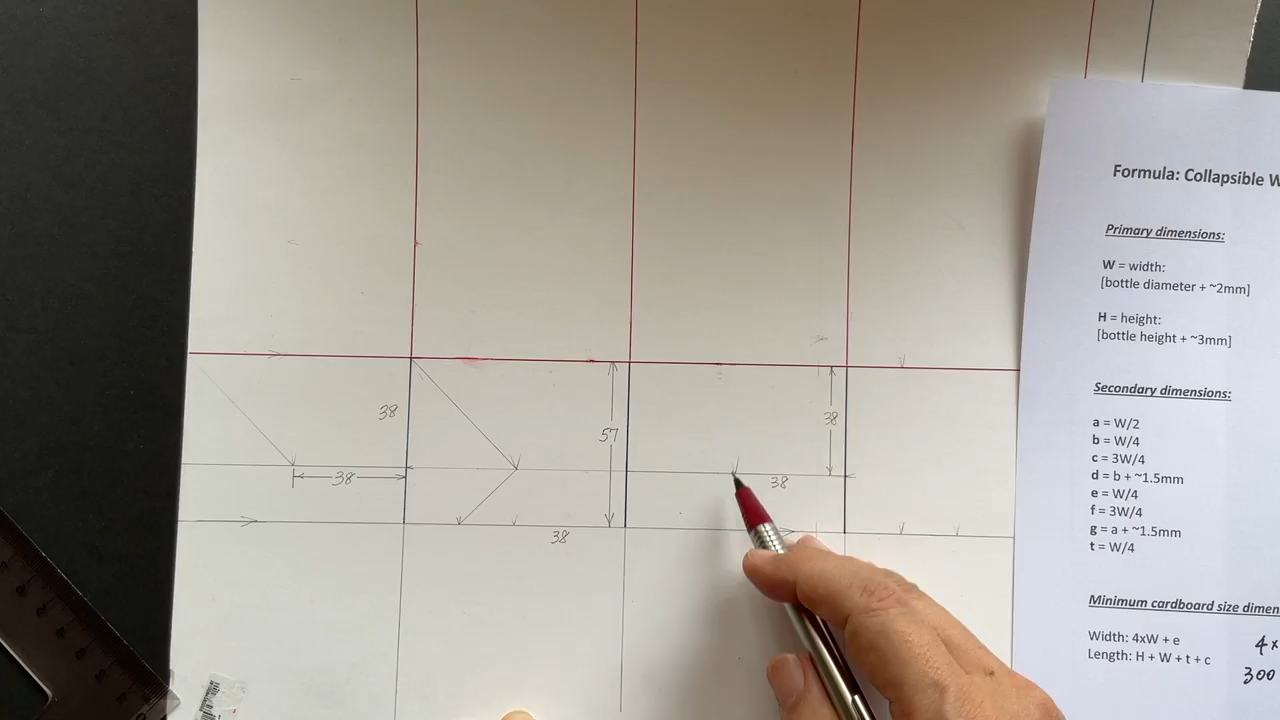 Formula: Collapsible W
Primary dimensions:
W = width:
[bottle diameter + ~2mm]
H = height:
[bottle height + ~3mm]
Secondary dimensions:
a = W/2
b = W/4
c = 3W/4
d = b + ~1.5mm
e = W/4
f = 3W/4
g = a + ~1.5mm
t = W/4
Minimum cardboard size dimen
Width: 4xW + e
4x
Length: H + W + t + c
300
38
38
57
38
38
38